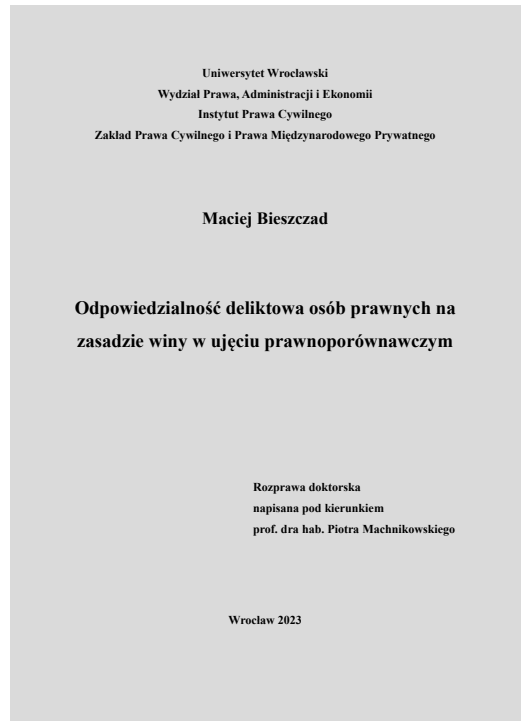 Uniwersytet Wrocławski
Wydział Prawa, Administracji i Ekonomii
Instytut Prawa Cywilnego
Zakład Prawa Cywilnego i Prawa Międzynarodowego Prywatnego
Maciej Bieszczad
Odpowiedzialność deliktowa osób prawnych na
zasadzie winy w ujęciu prawnoporównawczym
Rozprawa doktorska
napisana pod kierunkiem
prof. dra hab. Piotra Machnikowskiego
Wrocław 2023